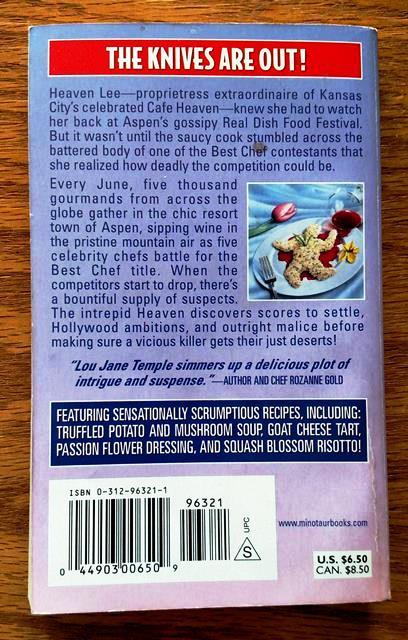 THE KNIVES ARE OUT!
Heaven Lee—proprietress extraordinaire of Kansas
City's celebrated Cafe Heaven—knew she had to watch
her back at Aspen's gossipy Real Dish Food Festival.
But it wasn't until the saucy cook stumbled across the
battered body of one of the Best Chef contestants that
she realized how deadly the competition could be.
Every June, five thousand
gourmands from across the
globe gather in the chic resort
town of Aspen, sipping wine in
the pristine mountain air as five
celebrity chefs battle for the
Best Chef title. When the
competitors start to drop, there's
a bountiful supply of suspects.
The intrepid Heaven discovers scores to settle,
Hollywood ambitions, and outright malice before
making sure a vicious killer gets their just deserts!
"Lou Jane Temple simmers up a delicious plot of
intrigue and suspense."—AUTHOR AND CHEF ROZANNE GOLD
FEATURING SENSATIONALLY SCRUMPTIOUS RECIPES, INCLUDING:
TRUFFLED POTATO AND MUSHROOM SOUP, GOAT CHEESE TART,
PASSION FLOWER DRESSING, AND SQUASH BLOSSOM RISOTTO!
ISBN 0-312-96321-1
96321
UPC
S
0 44903 00650 9
www.minotaurbooks.com
U.S. $6.50
CAN. $8.50